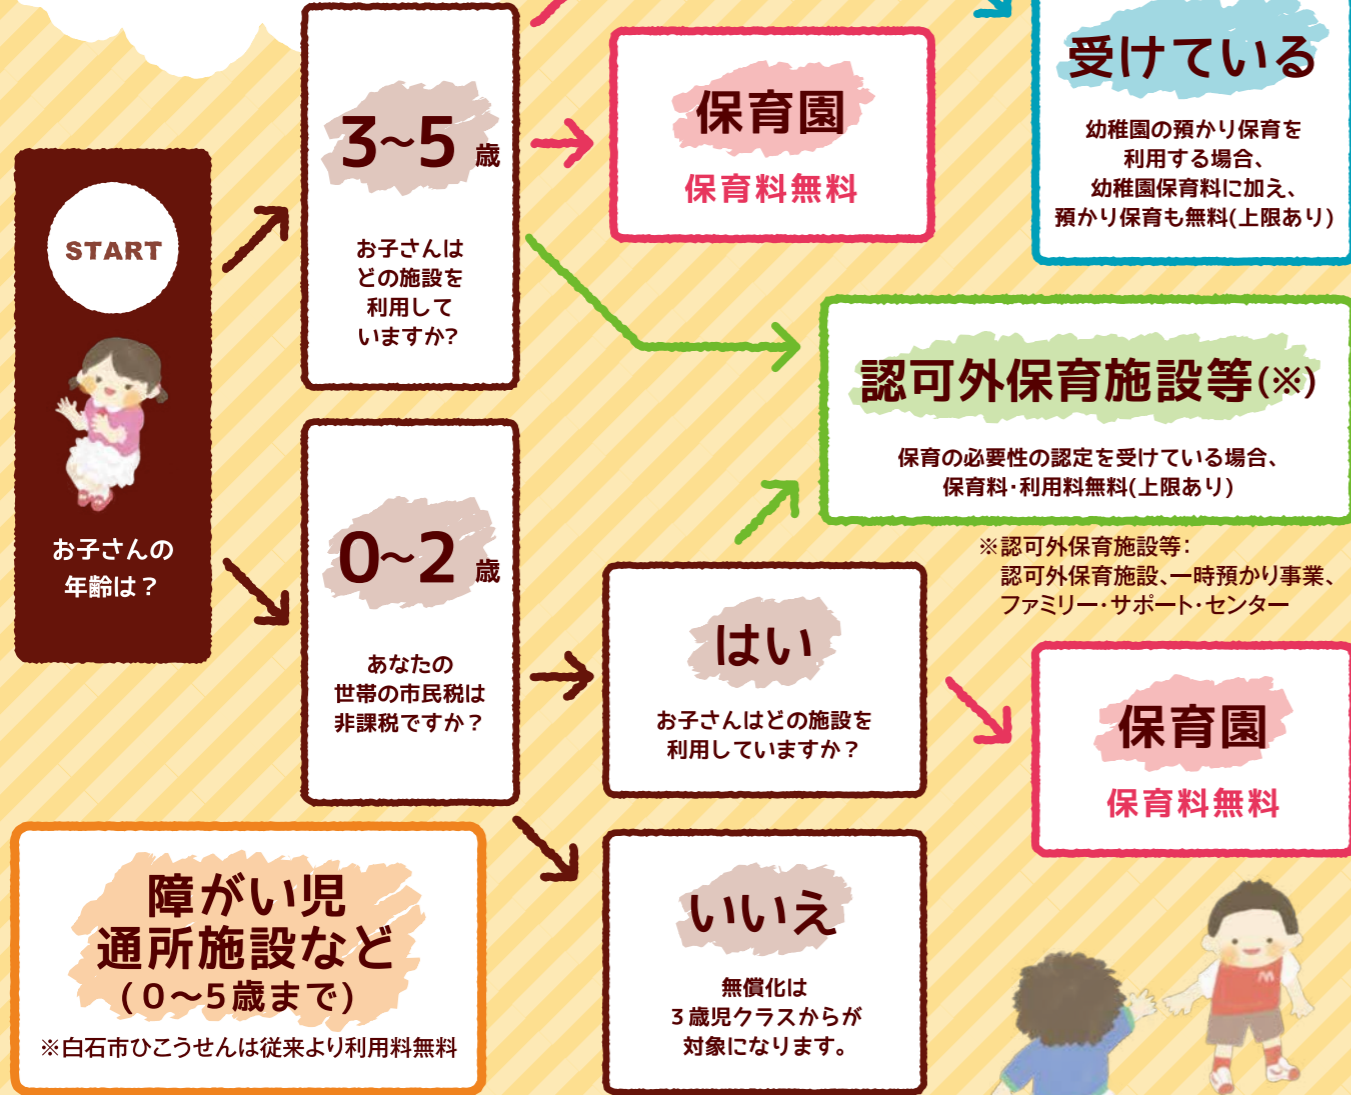 START
お子さんの
年齢は？
3～5 歳
お子さんは
どの施設を
利用して
いますか?
保育園
保育料無料
受けている
幼稚園の預かり保育を
利用する場合、
幼稚園保育料に加え、
預かり保育も無料(上限あり)
認可外保育施設等(※)
保育の必要性の認定を受けている場合、
保育料・利用料無料(上限あり)
※認可外保育施設等：
認可外保育施設、一時預かり事業、
ファミリー・サポート・センター
0～2 歳
あなたの
世帯の市民税は
非課税ですか？
はい
お子さんはどの施設を
利用していますか？
保育園
保育料無料
いいえ
無償化は
３歳児クラスからが
対象になります。
障がい児
通所施設など
(０～５歳まで)
※白石市ひこうせんは従来より利用料無料
M